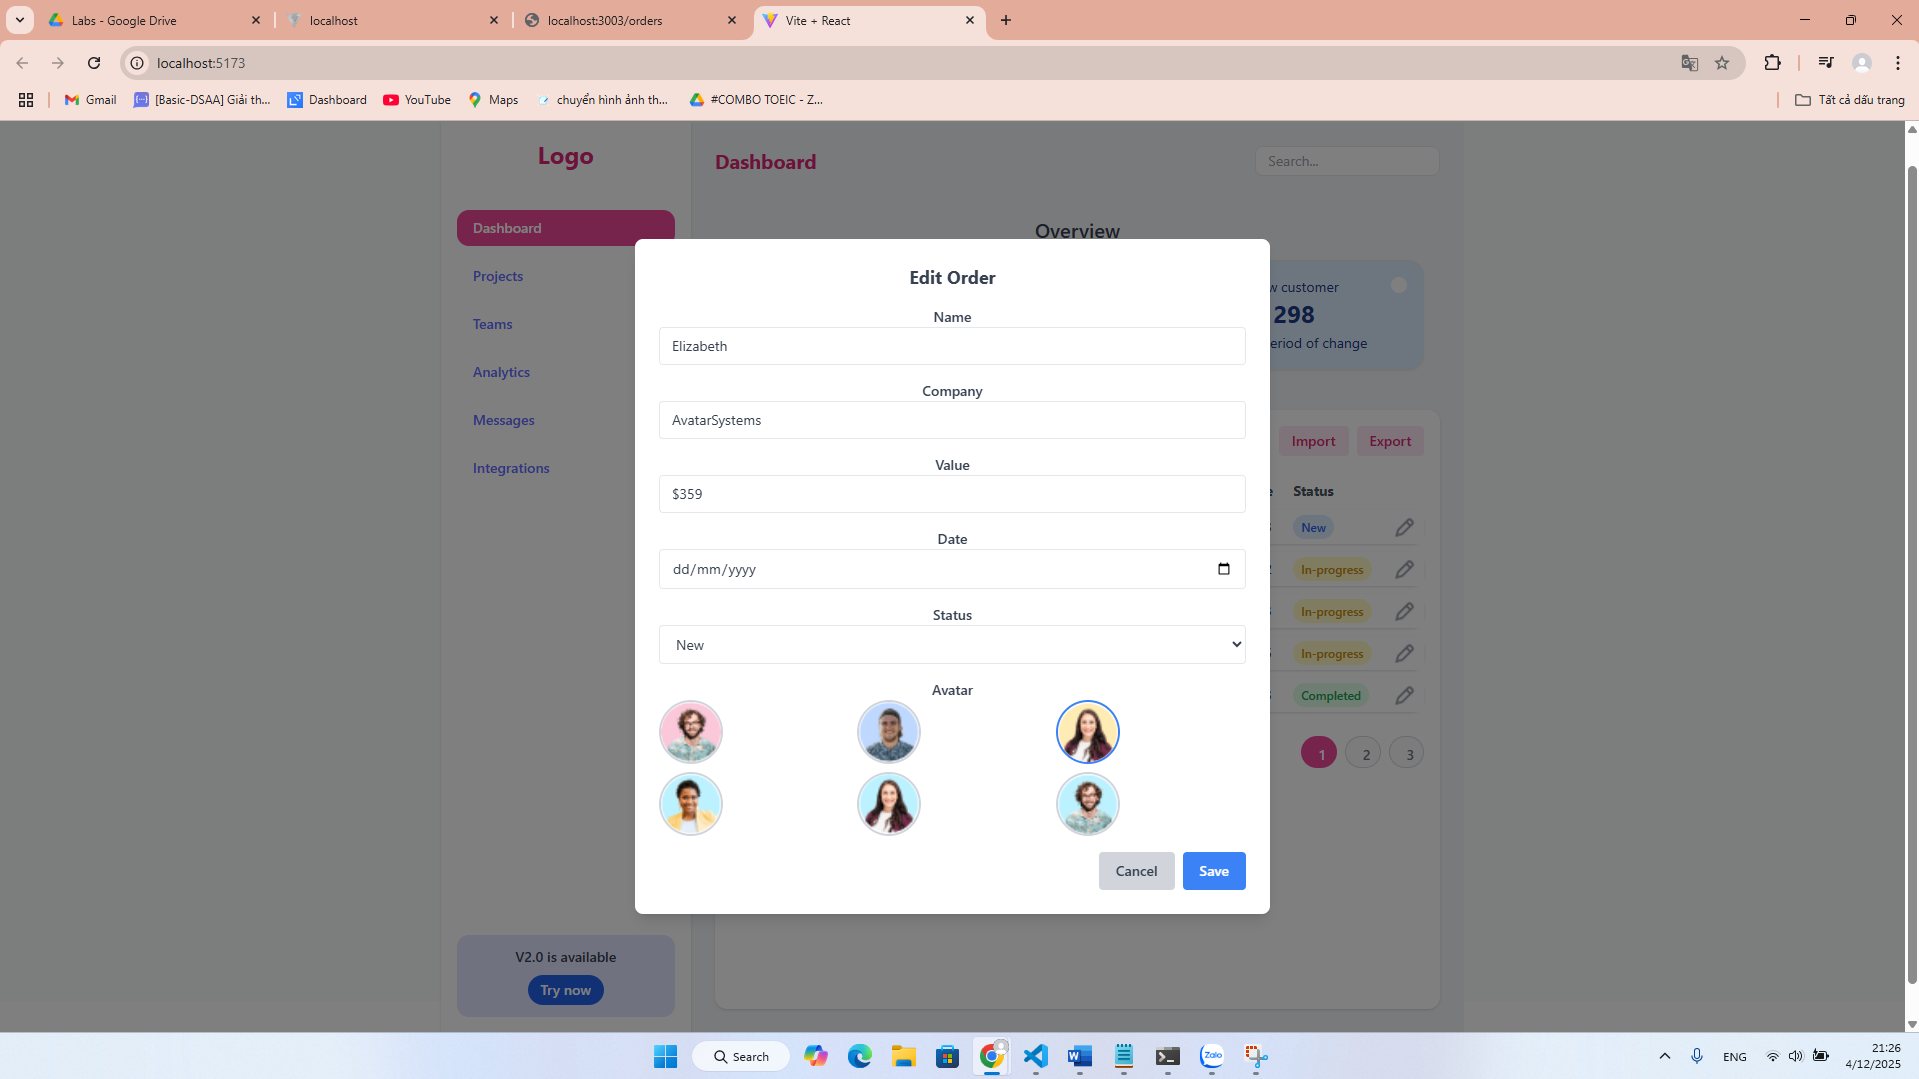 Labs - Google Drive
localhost
localhost:3003/orders
Vite + React
localhost:5173
Gmail
[Basic-DSAA] Giải th...
Dashboard
YouTube
Maps
chuyển hình ảnh th...
#COMBO TOEIC - Z...
Tất cả dấu trang
Logo
Dashboard
Search...
Dashboard
Projects
Teams
Analytics
Messages
Integrations
V2.0 is available
Try now
Overview
w customer
298
eriod of change
Import
Export
Status
New
In-progress
In-progress
In-progress
Completed
1
2
3
Edit Order
Name
Elizabeth
Company
AvatarSystems
Value
$359
Date
dd/mm/yyyy
Status
New
Avatar
Cancel
Save
Search
Zalo
ENG
21:26
4/12/2025